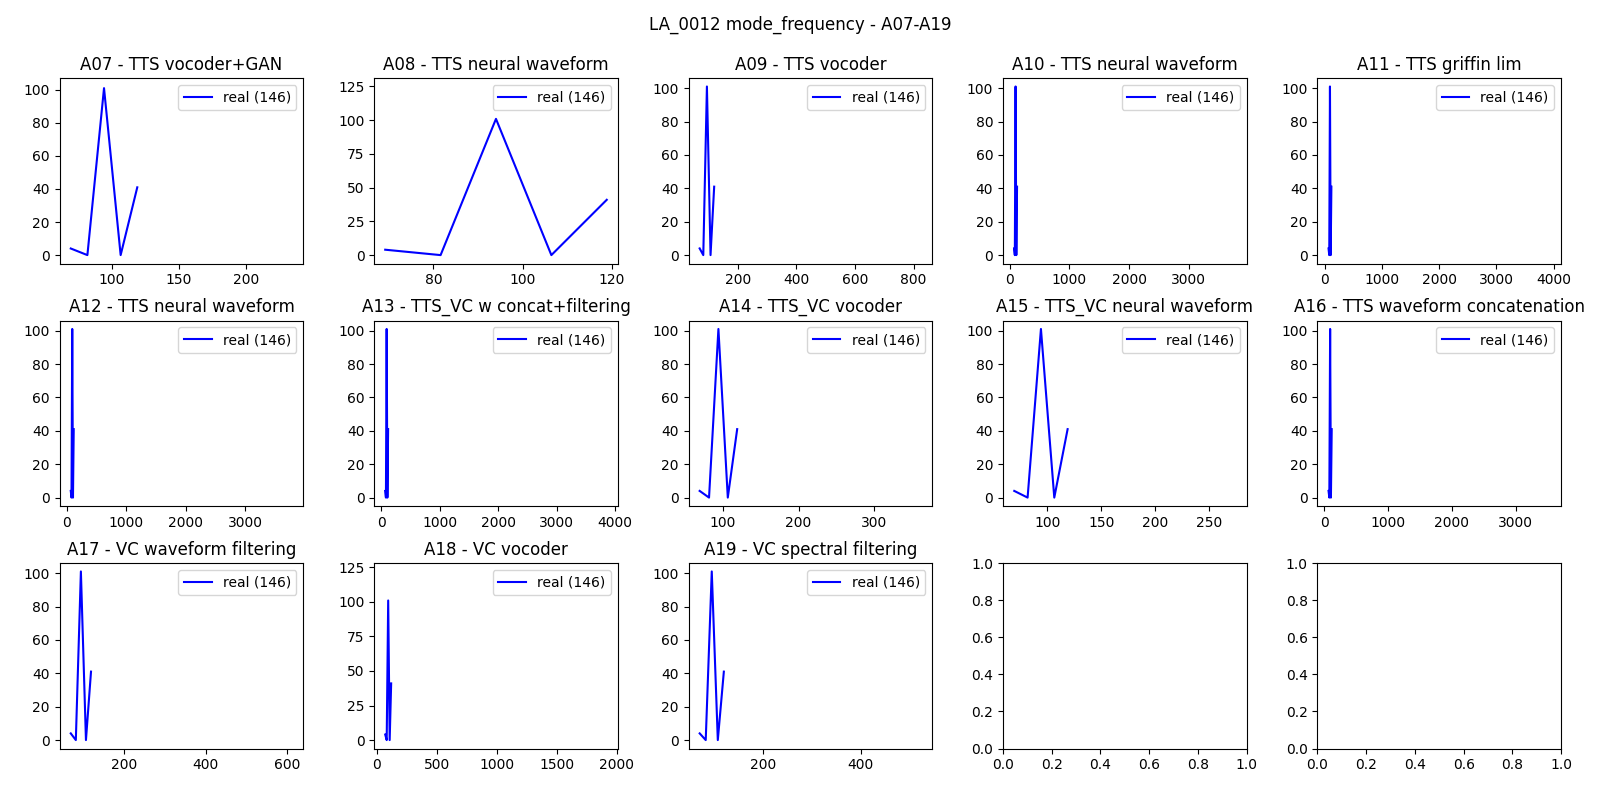 LA_0012 mode_frequency - A07-A19
A07 - TTS vocoder+GAN
real (146)
100
80
60
40
20
0
100 150 200
A08 - TTS neural waveform
real (146)
125
100
75
50
25
0
80 100 120
A09 - TTS vocoder
real (146)
100
80
60
40
20
0
200 400 600 800
A10 - TTS neural waveform
real (146)
100
80
60
40
20
0
0 1000 2000 3000
A11 - TTS griffin lim
real (146)
100
80
60
40
20
0
0 1000 2000 3000 4000
A12 - TTS neural waveform
real (146)
100
80
60
40
20
0
0 1000 2000 3000
A13 - TTS_VC w concat+filtering
real (146)
100
80
60
40
20
0
0 1000 2000 3000 4000
A14 - TTS_VC vocoder
real (146)
100
80
60
40
20
0
100 200 300
A15 - TTS_VC neural waveform
real (146)
100
80
60
40
20
0
100 150 200 250
A16 - TTS waveform concatenation
real (146)
100
80
60
40
20
0
0 1000 2000 3000
A17 - VC waveform filtering
real (146)
100
80
60
40
20
0
200 400 600
A18 - VC vocoder
real (146)
125
100
75
50
25
0
0 500 1000 1500 2000
A19 - VC spectral filtering
real (146)
100
80
60
40
20
0
200 400
1.0
0.8
0.6
0.4
0.2
0.0
0.0 0.2 0.4 0.6 0.8 1.0
1.0
0.8
0.6
0.4
0.2
0.0
0.0 0.2 0.4 0.6 0.8 1.0